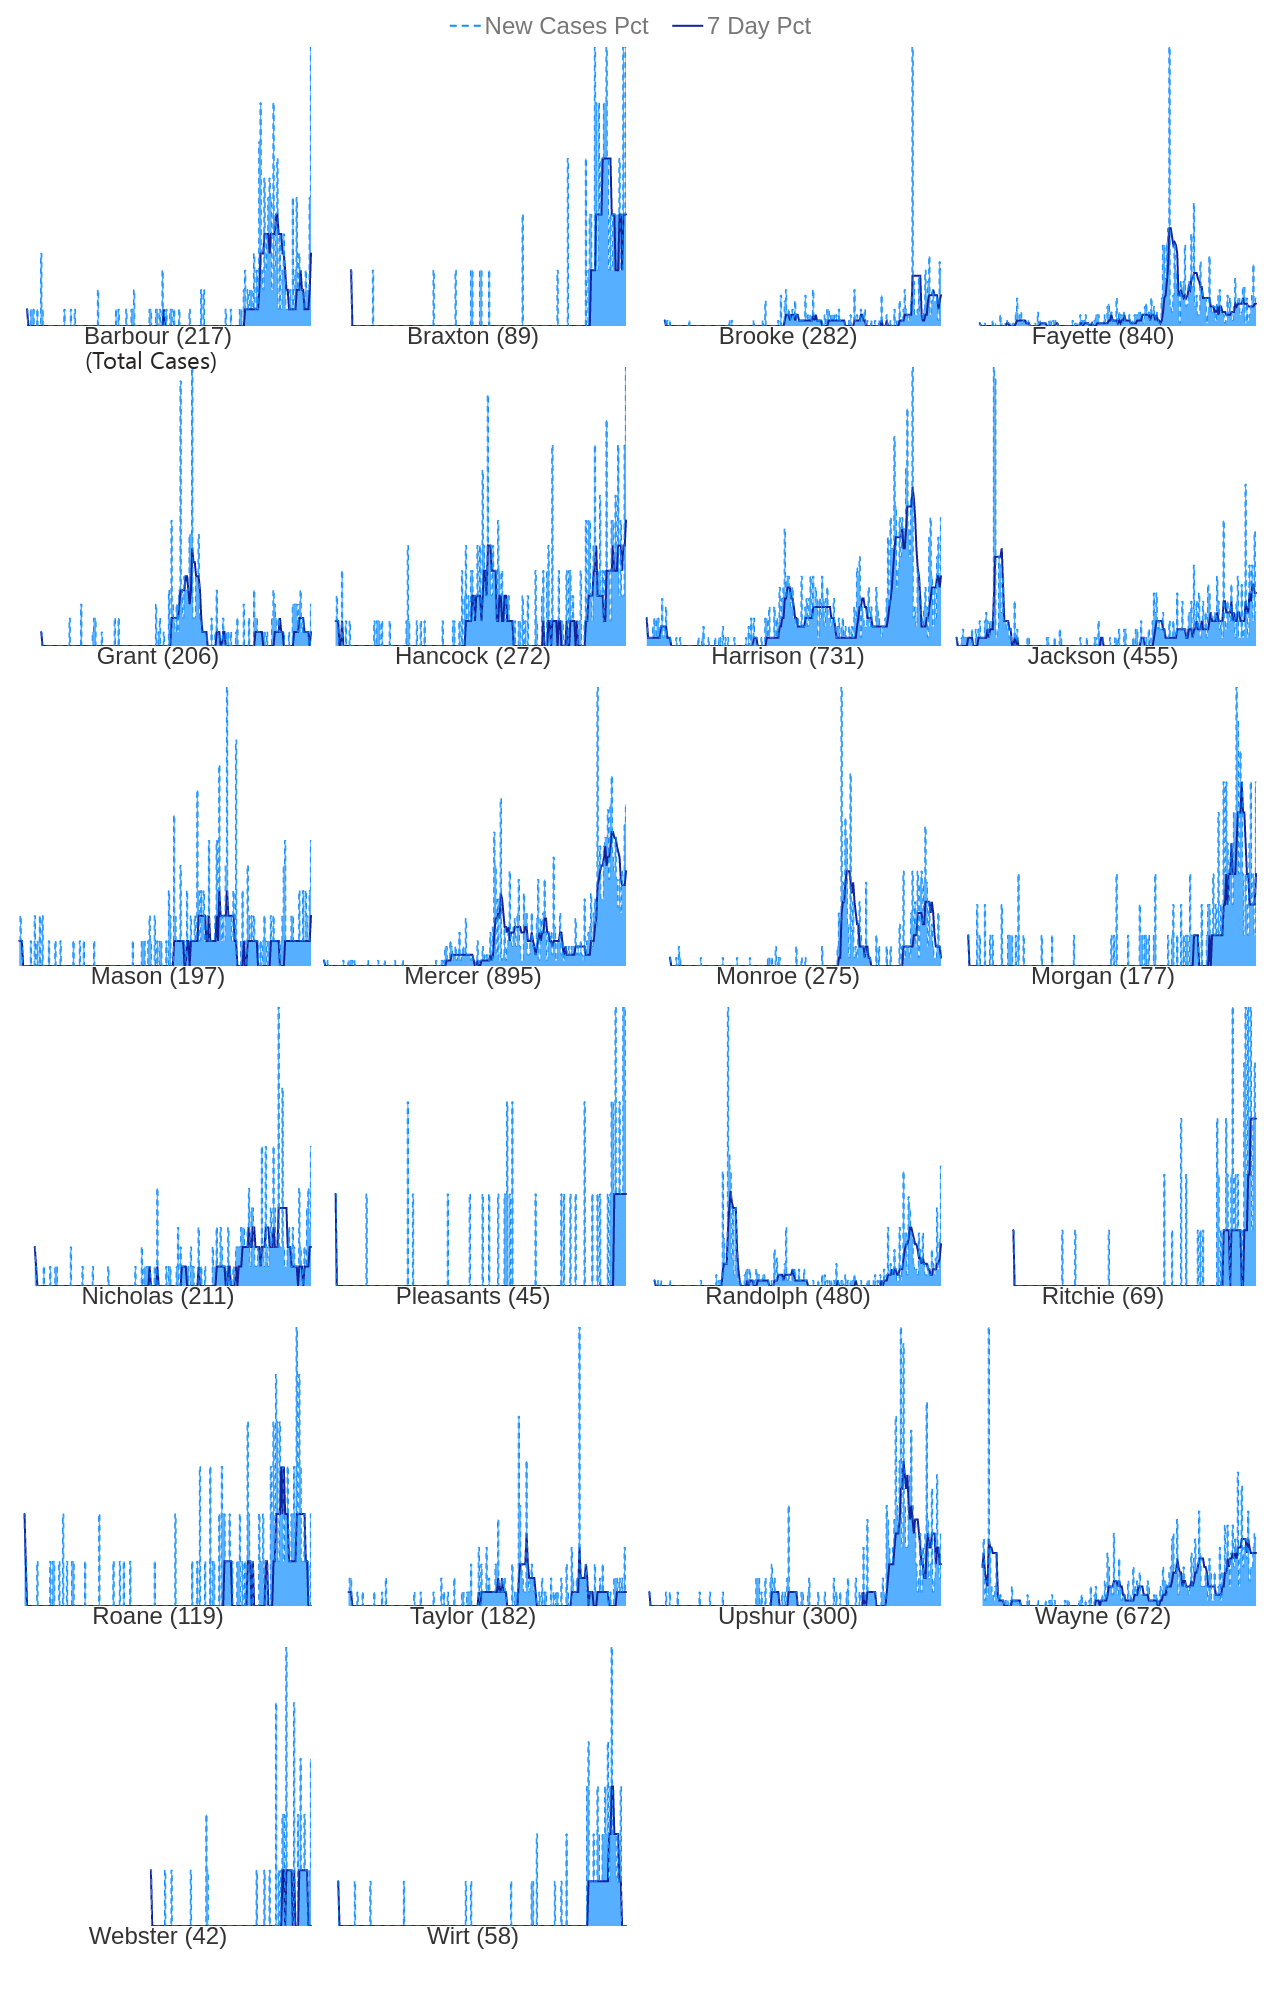 New Cases Pct 7 Day Pct
Barbour (217) Braxton (89) Brooke (282) Fayette (840)
(Total Cases)
Grant (206) Hancock (272) Harrison (731) Jackson (455)
Mason (197) Mercer (895) Monroe (275) Morgan (177)
Nicholas (211) Pleasants (45) Randolph (480) Ritchie (69)
Roane (119) Taylor (182) Upshur (300) Wayne (672)
Webster (42) Wirt (58)